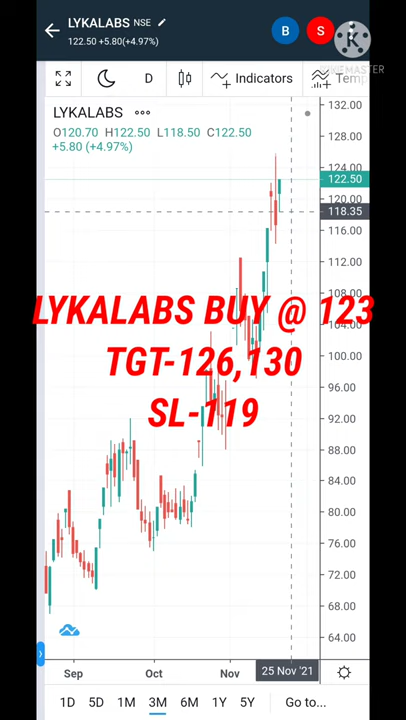 LYKALABS NSE
122.50 +5.80(+4.97%)
B S
KINEMASTER
D Indicators Temp
LYKALABS
O120.70 H122.50 L118.50 C122.50
+5.80 (+4.97%)
132.00
128.00
124.00
122.50
120.00
118.35
116.00
112.00
108.00
LYKALABS BUY @ 123
104.00
100.00
TGT-126,130
96.00
SL-119
92.00
88.00
84.00
80.00
76.00
72.00
68.00
64.00
Sep Oct Nov 25 Nov '21
1D 5D 1M 3M 6M 1Y 5Y Go to...